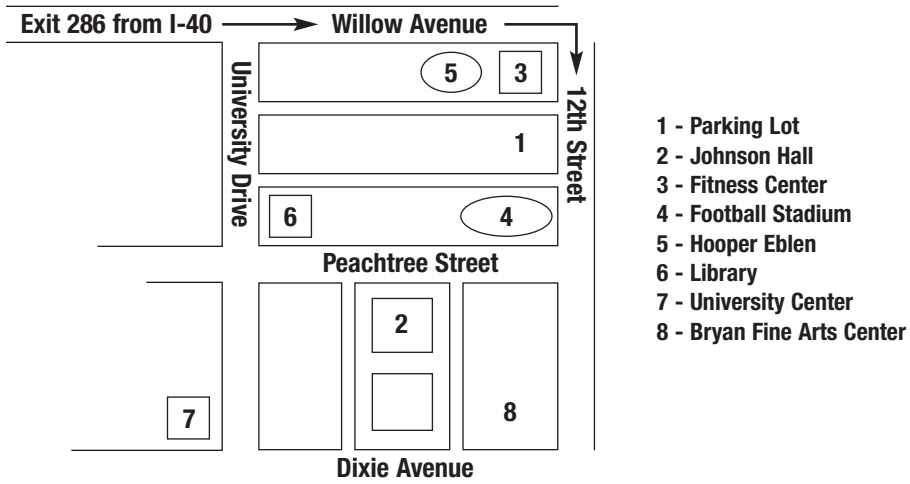 Exit 286 from I-40
Willow Avenue
University Drive
12th Street
5
3
1
6
4
Peachtree Street
2
7
8
Dixie Avenue
1 - Parking Lot
2 - Johnson Hall
3 - Fitness Center
4 - Football Stadium
5 - Hooper Eblen
6 - Library
7 - University Center
8 - Bryan Fine Arts Center